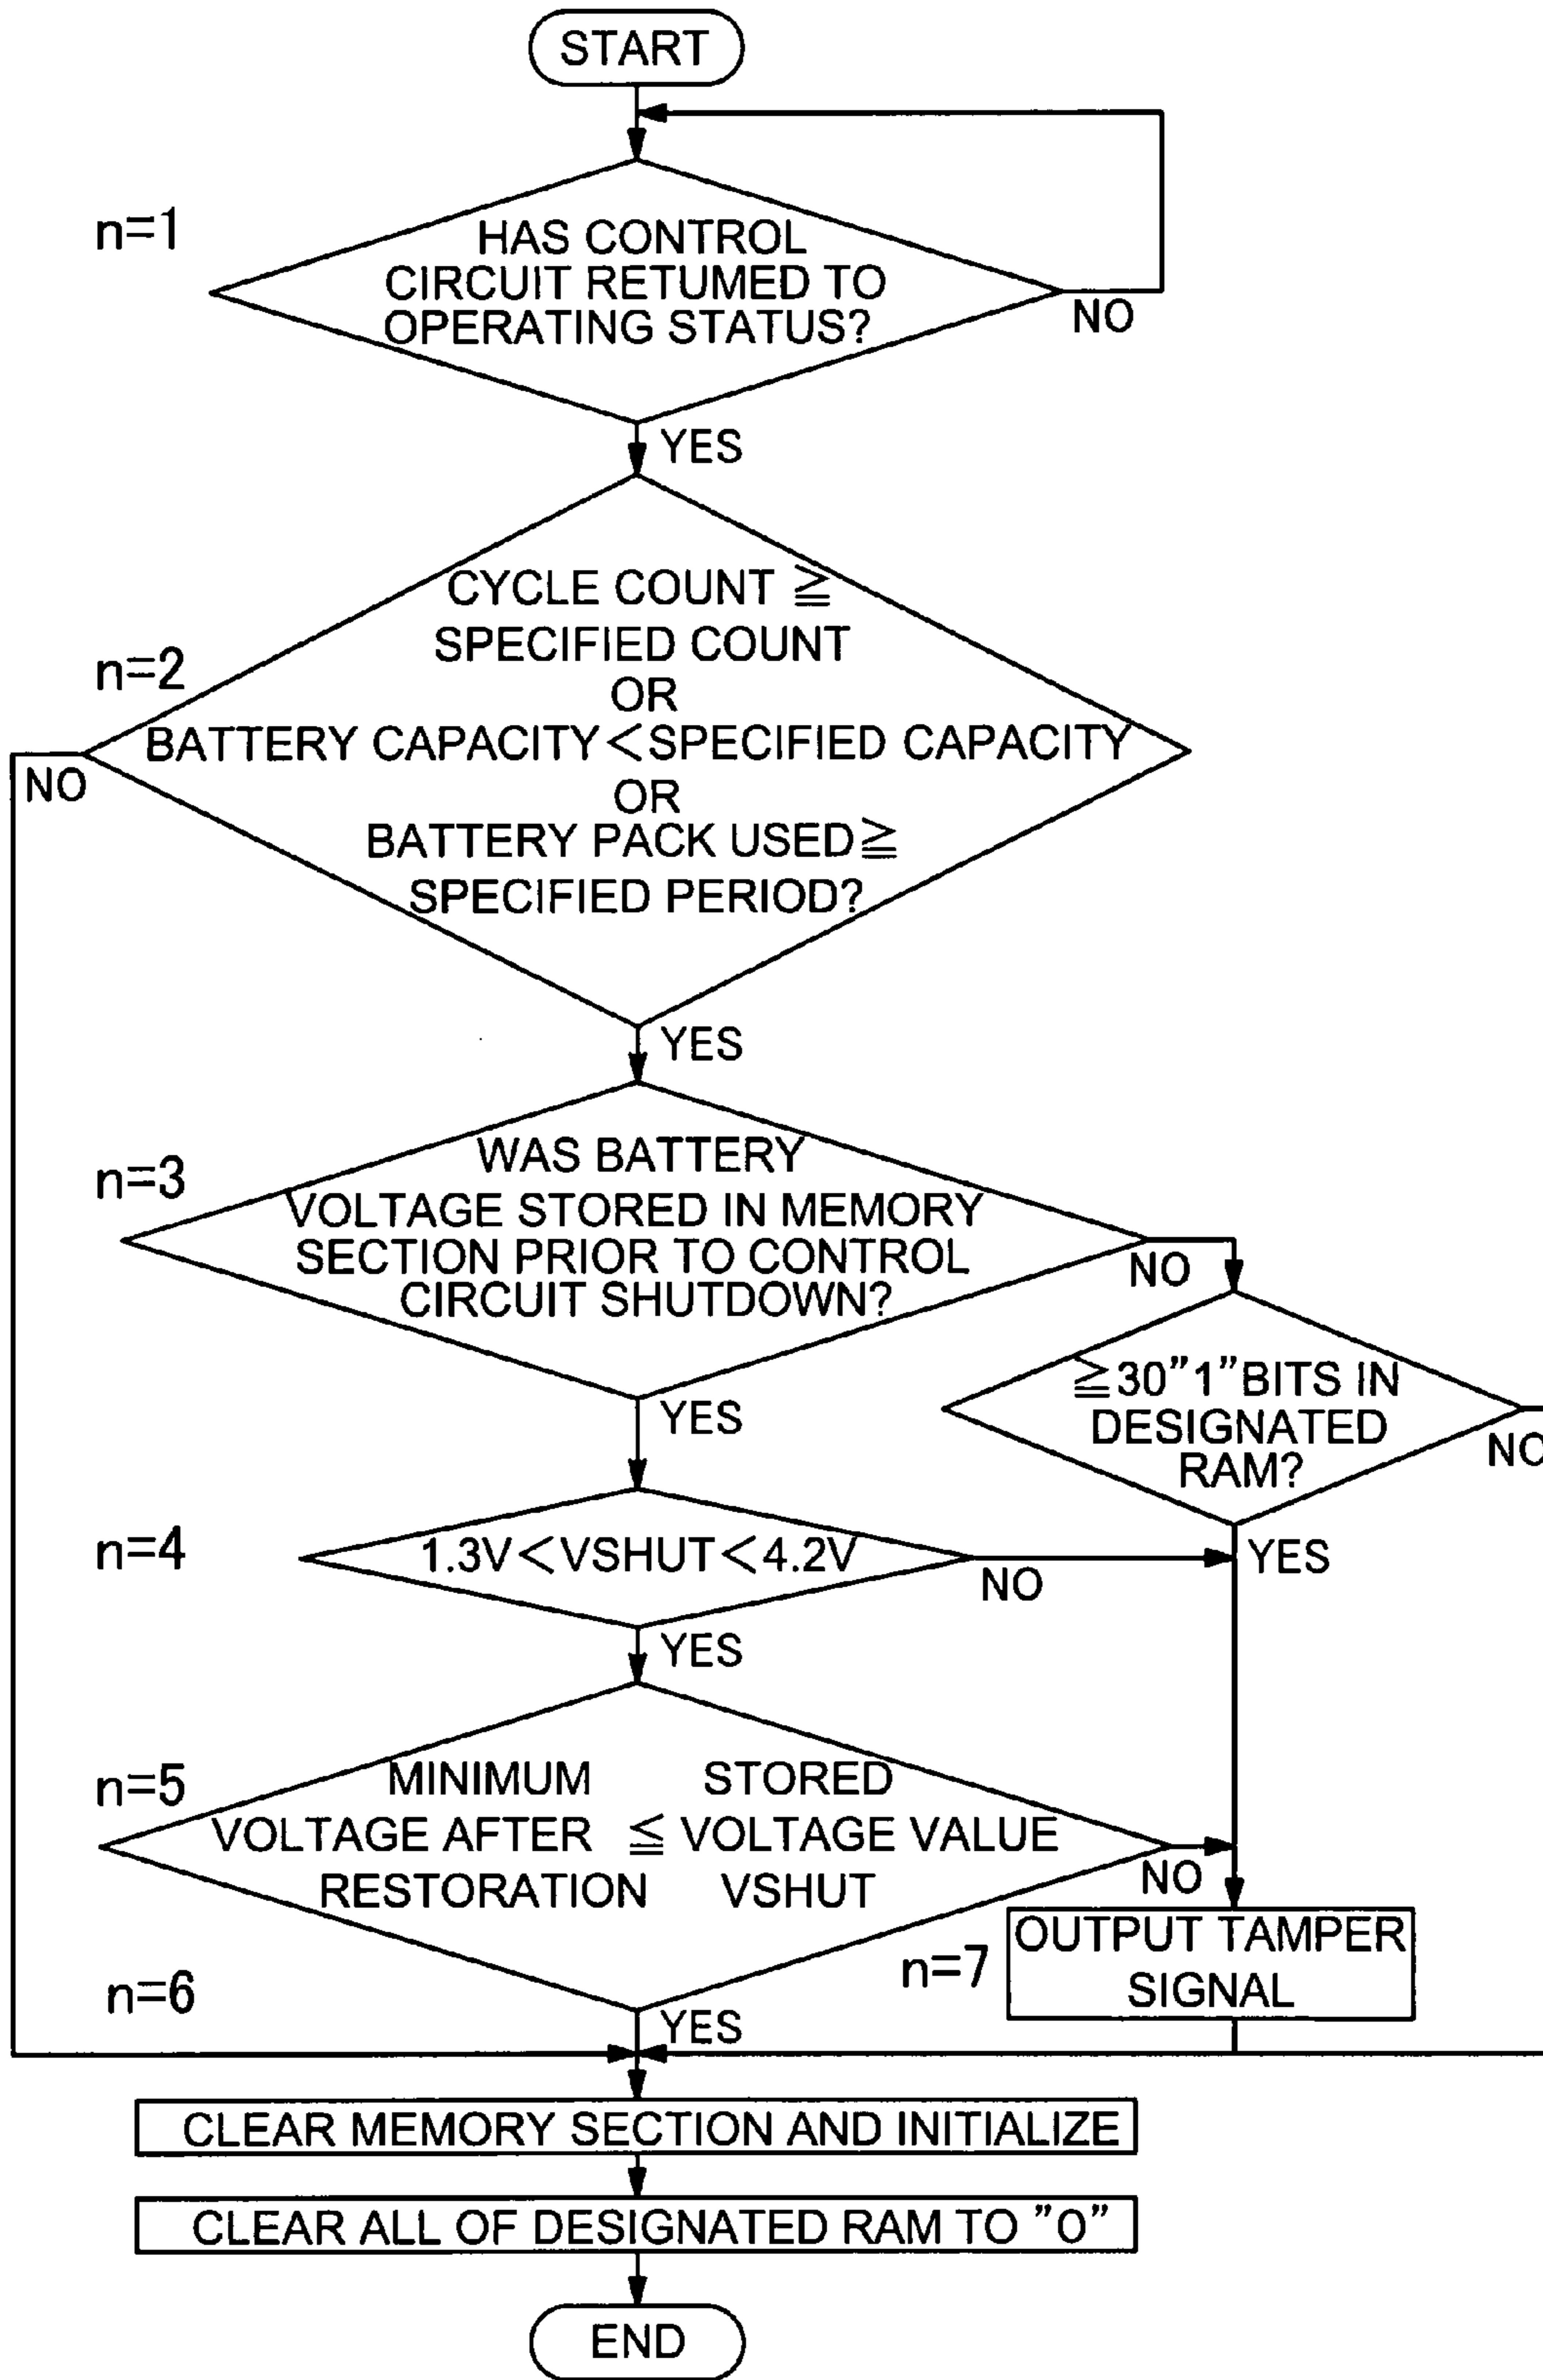 START
n=1
HAS CONTROL
CIRCUIT RETUMED TO
OPERATING STATUS?
NO
YES
n=2
CYCLE COUNT ≧
SPECIFIED COUNT
OR
BATTERY CAPACITY<SPECIFIED CAPACITY
OR
BATTERY PACK USED≧
SPECIFIED PERIOD?
NO
YES
n=3
WAS BATTERY
VOLTAGE STORED IN MEMORY
SECTION PRIOR TO CONTROL
CIRCUIT SHUTDOWN?
NO
YES
≧30"1"BITS IN
DESIGNATED
RAM?
NO
YES
n=4
1.3V<VSHUT<4.2V
NO
YES
n=5
MINIMUM STORED
VOLTAGE AFTER ≦ VOLTAGE VALUE
RESTORATION VSHUT
NO
YES
n=7
OUTPUT TAMPER
SIGNAL
n=6
CLEAR MEMORY SECTION AND INITIALIZE
CLEAR ALL OF DESIGNATED RAM TO "0"
END